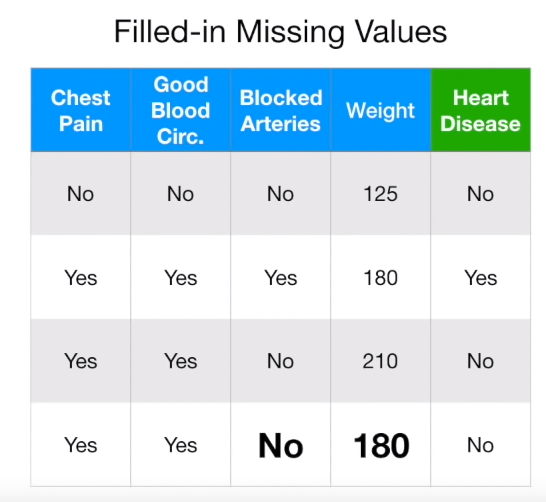 Filled-in Missing Values
Chest Pain Good Blood Circ. Blocked Arteries Weight Heart Disease
No No No 125 No
Yes Yes Yes 180 Yes
Yes Yes No 210 No
Yes Yes No 180 No